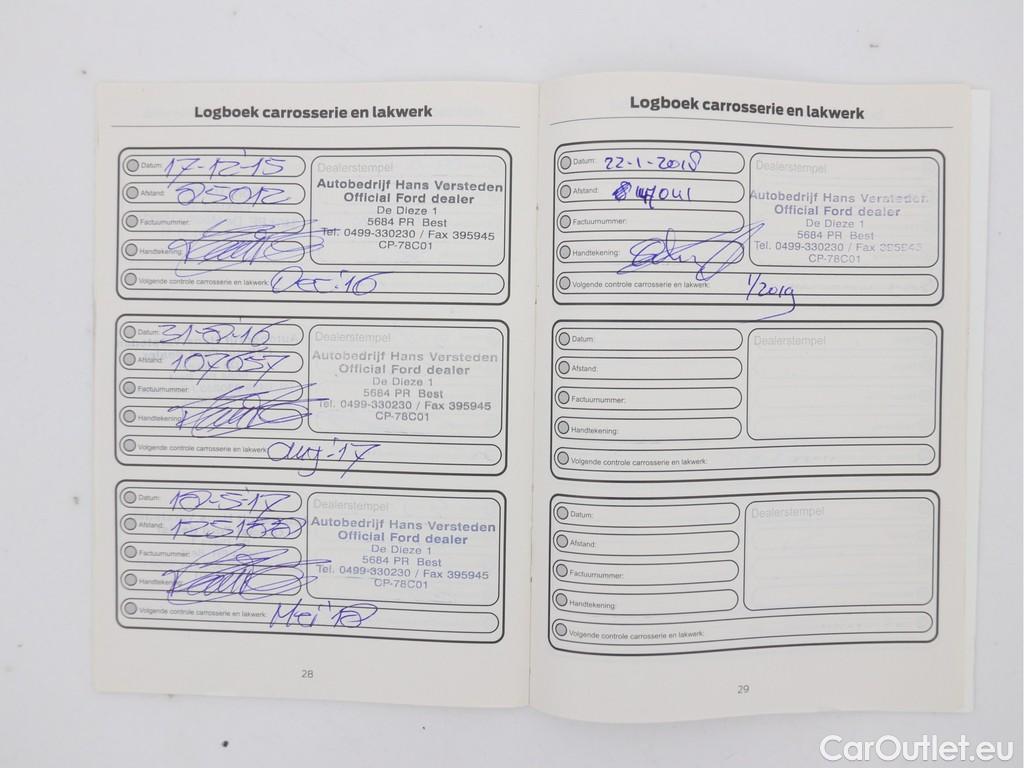 Logboek carrosserie en lakwerk
Datum: 17-12-15
Afstand: 85012
Factuurnummer:
Handtekening:
Volgende controle carrosserie en lakwerk: Dec '16
Dealerstempel
Autobedrijf Hans Versteden
Official Ford dealer
De Dieze 1
5684 PR Best
Tel. 0499-330230 / Fax 395945
CP-78C01
Datum: 31-8-'16
Afstand: 107057
Factuurnummer:
Handtekening:
Volgende controle carrosserie en lakwerk: aug '17
Dealerstempel
Autobedrijf Hans Versteden
Official Ford dealer
De Dieze 1
5684 PR Best
Tel. 0499-330230 / Fax 395945
CP-78C01
Datum: 18-5-'17
Afstand:
Factuurnummer:
Handtekening:
Volgende controle carrosserie en lakwerk: Mei '18
Dealerstempel
Autobedrijf Hans Versteden
Official Ford dealer
De Dieze 1
5684 PR Best
Tel. 0499-330230 / Fax 395945
CP-78C01
28
Logboek carrosserie en lakwerk
Datum: 22-1-2018
Afstand:
Factuurnummer:
Handtekening:
Volgende controle carrosserie en lakwerk: 1/2019
Dealerstempel
Autobedrijf Hans Versteden
Official Ford dealer
De Dieze 1
5684 PR Best
Tel. 0499-330230 / Fax 395945
CP-78C01
Datum:
Afstand:
Factuurnummer:
Handtekening:
Volgende controle carrosserie en lakwerk:
Dealerstempel
Datum:
Afstand:
Factuurnummer:
Handtekening:
Volgende controle carrosserie en lakwerk:
Dealerstempel
29
CarOutlet.eu